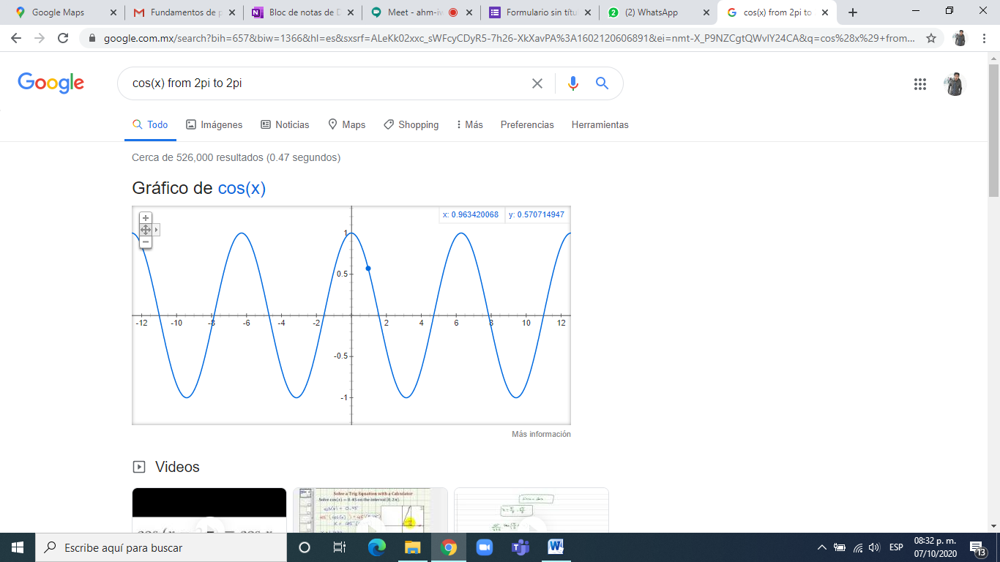 Google Maps
Fundamentos de p
Bloc de notas de D
Meet - ahm-iw
Formulario sin títu
(2) WhatsApp
cos(x) from 2pi to
google.com.mx/search?bih=657&biw=1366&hl=es&sxsrf=ALeKk02xxc_sWFcyCDyR5-7h26-XkXavPA%3A1602120606891&ei=nmt-X_P9NZCgtQWvlY24CA&q=cos%28x%29+from...
Google
cos(x) from 2pi to 2pi
Todo
Imágenes
Noticias
Maps
Shopping
Más
Preferencias
Herramientas
Cerca de 526,000 resultados (0.47 segundos)
Gráfico de cos(x)
x: 0.963420068 y: 0.570714947
1
0.5
-12 -10 -8 -6 -4 -2 2 4 6 8 10 12
-0.5
-1
Más información
Videos
Solve a Trig Equation with a Calculator
Solve cos(x) = 0.45 on the interval [0, 2π)
Escribe aquí para buscar
ESP
08:32 p. m.
07/10/2020
13